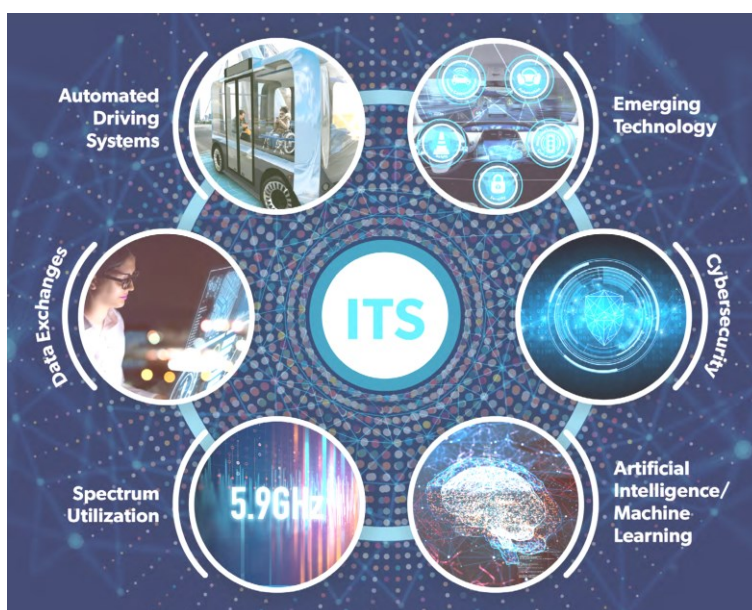 Automated
Driving
Systems
Emerging
Technology
Data Exchanges
ITS
Cybersecurity
Spectrum
Utilization
5.9GHz
Artificial
Intelligence/
Machine
Learning